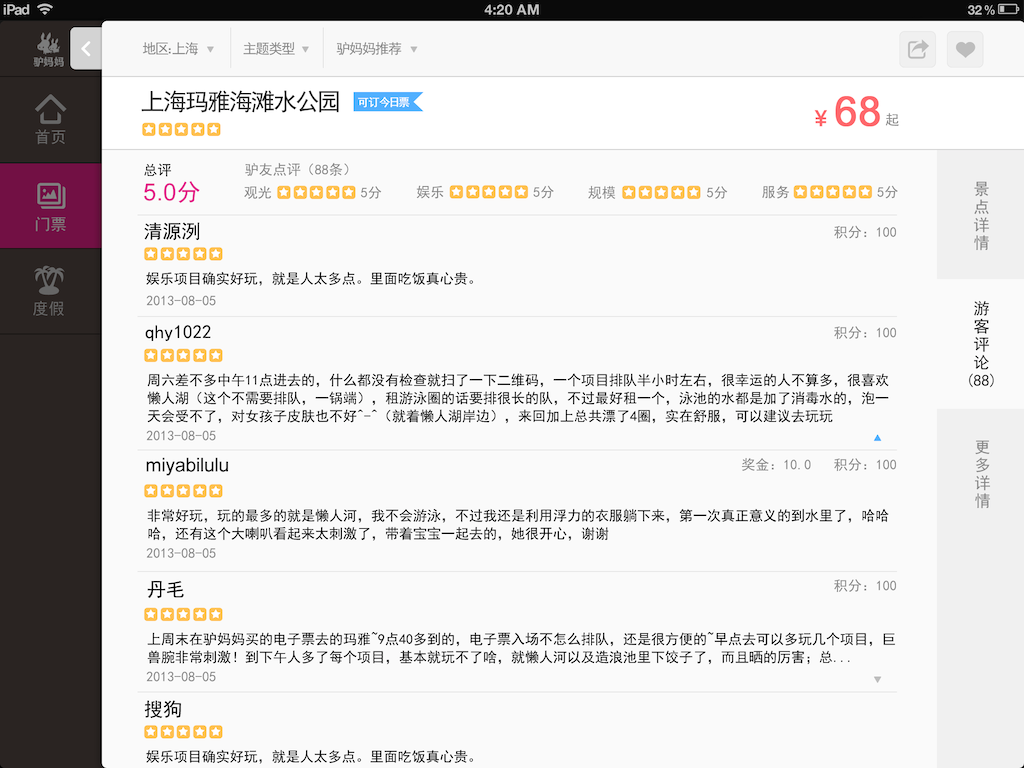 iPad 4:20 AM 32%
驴妈妈
地区:上海 主题类型 驴妈妈推荐
首页
门票
度假
上海玛雅海滩水公园 可订今日票
¥68起
总评 驴友点评（88条）
5.0分 观光 5分 娱乐 5分 规模 5分 服务 5分
清源洌 积分：100
娱乐项目确实好玩，就是人太多点。里面吃饭真心贵。
2013-08-05
qhy1022 积分：100
周六差不多中午11点进去的，什么都没有检查就扫了一下二维码，一个项目排队半小时左右，很幸运的人不算多，很喜欢
懒人湖（这个不需要排队，一锅端），租游泳圈的话要排很长的队，不过最好租一个，泳池的水都是加了消毒水的，泡一
天会受不了，对女孩子皮肤也不好^-^（就着懒人湖岸边），来回加上总共漂了4圈，实在舒服，可以建议去玩玩
2013-08-05
miyabilulu 奖金：10.0 积分：100
非常好玩，玩的最多的就是懒人河，我不会游泳，不过我还是利用浮力的衣服躺下来，第一次真正意义的到水里了，哈哈
哈，还有这个大喇叭看起来太刺激了，带着宝宝一起去的，她很开心，谢谢
2013-08-05
丹毛 积分：100
上周末在驴妈妈买的电子票去的玛雅~9点40多到的，电子票入场不怎么排队，还是很方便的~早点去可以多玩几个项目，巨
兽腕非常刺激！到下午人多了每个项目，基本就玩不了啥，就懒人河以及造浪池里下饺子了，而且晒的厉害；总...
2013-08-05
搜狗
娱乐项目确实好玩，就是人太多点。里面吃饭真心贵。
景点详情
游客评论
(88)
更多详情